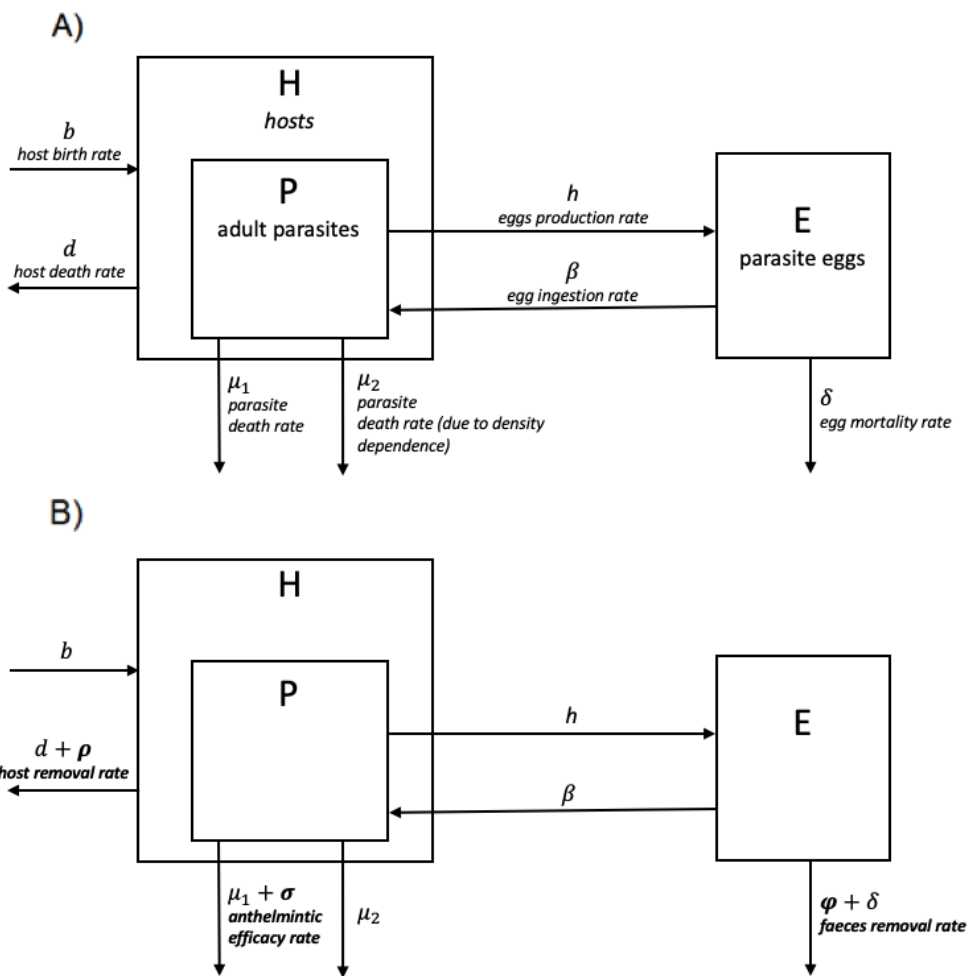 A)
H
hosts
b
host birth rate
P
adult parasites
h
eggs production rate
E
parasite eggs
d
host death rate
β
egg ingestion rate
μ1
parasite
death rate
μ2
parasite
death rate (due to density
dependence)
δ
egg mortality rate
B)
H
b
P
h
E
d + ρ
host removal rate
β
μ1 + σ
anthelmintic
efficacy rate
μ2
φ + δ
faeces removal rate